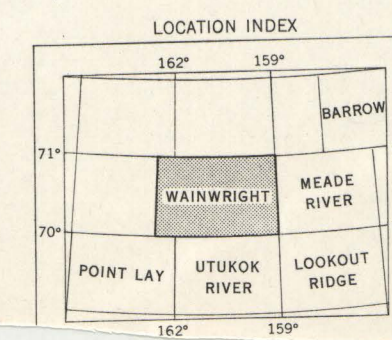 LOCATION INDEX
162° 159°
BARROW
71°
WAINWRIGHT
MEADE
RIVER
70°
POINT LAY
UTUKOK
RIVER
LOOKOUT
RIDGE
162° 159°